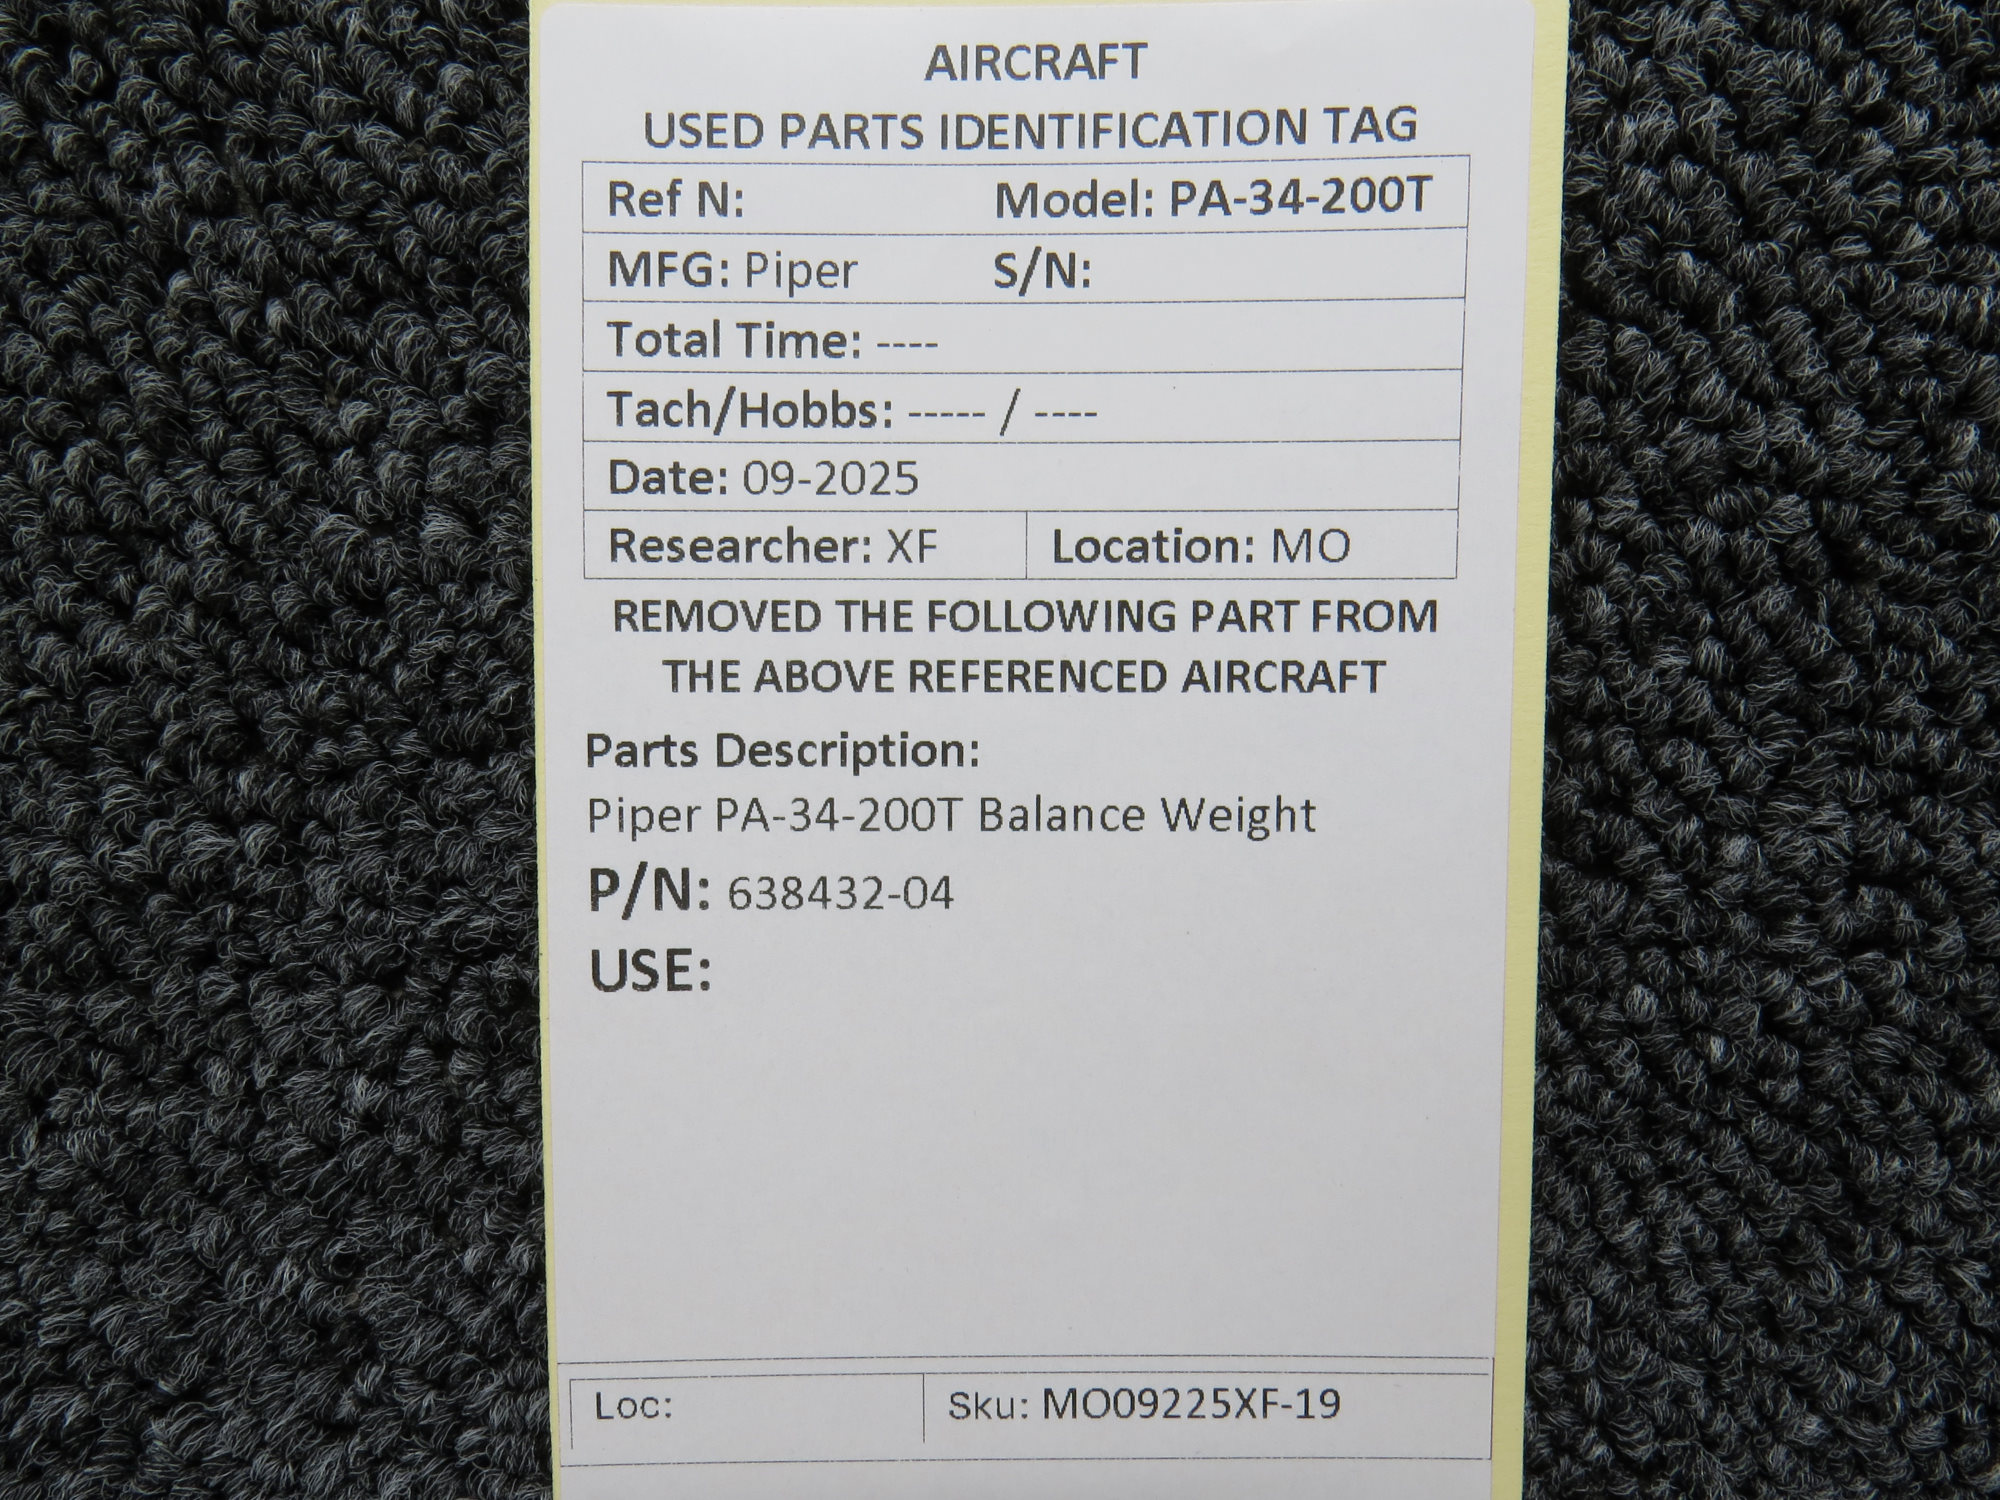 AIRCRAFT
USED PARTS IDENTIFICATION TAG
Ref N: Model: PA-34-200T
MFG: Piper S/N:
Total Time: ----
Tach/Hobbs: ----- / ----
Date: 09-2025
Researcher: XF Location: MO
REMOVED THE FOLLOWING PART FROM
THE ABOVE REFERENCED AIRCRAFT
Parts Description:
Piper PA-34-200T Balance Weight
P/N: 638432-04
USE:
Loc: Sku: MO09225XF-19